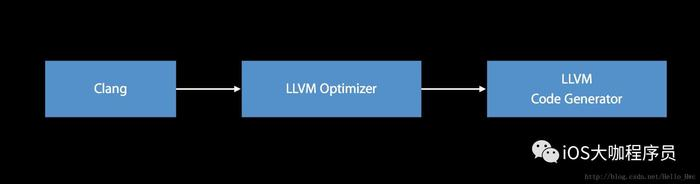 Clang
LLVM Optimizer
LLVM
Code Generator
iOS大咖程序员
http://blog.csdn.net/Hello_Hwc